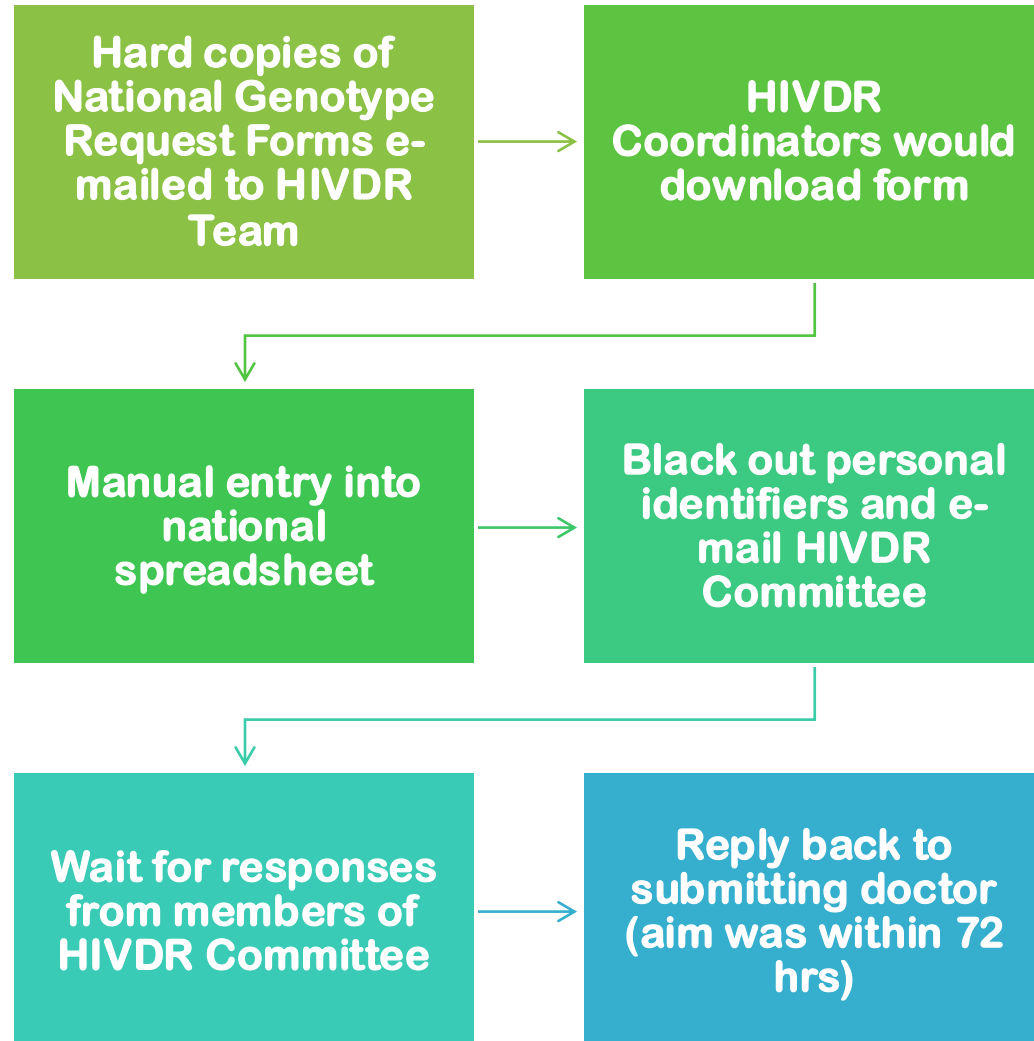 Hard copies of
National Genotype
Request Forms e-
mailed to HIVDR
Team
HIVDR
Coordinators would
download form
Manual entry into
national
spreadsheet
Black out personal
identifiers and e-
mail HIVDR
Committee
Wait for responses
from members of
HIVDR Committee
Reply back to
submitting doctor
(aim was within 72
hrs)